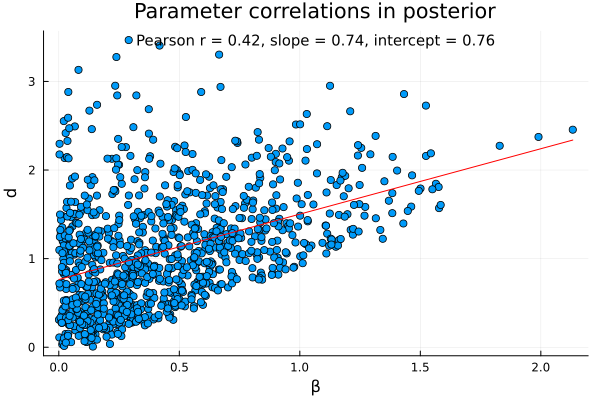 Parameter correlations in posterior
Pearson r = 0.42, slope = 0.74, intercept = 0.76
3
2
1
0
d
0.0 0.5 1.0 1.5 2.0
β